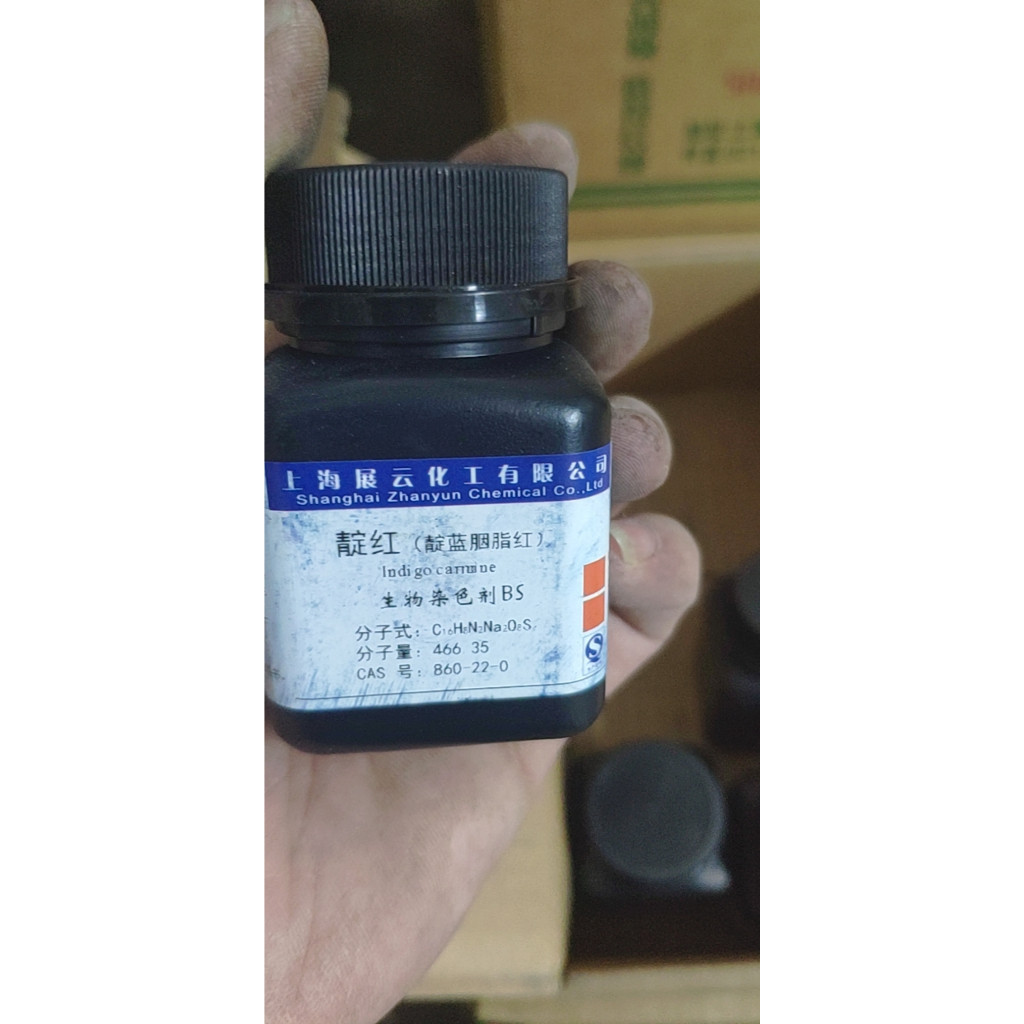 上海展云化工有限公司
Shanghai Zhanyun Chemical Co.,Ltd
靛红（靛蓝胭脂红）
Indigo carmine
生物染色剂BS
分子式：C₁₆H₈N₂Na₂O₈S₂
分子量：466 35
CAS 号：860-22-0